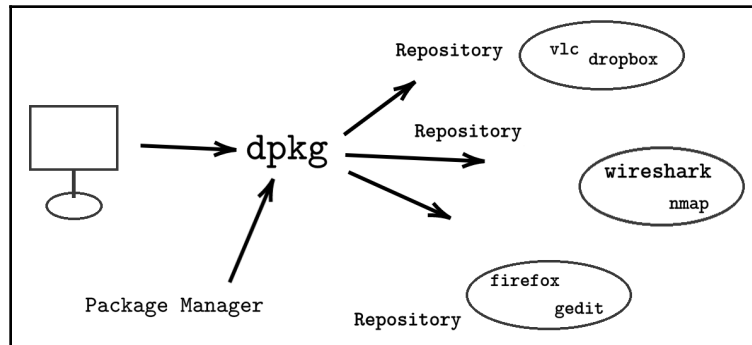 Repository
vlc
dropbox
Repository
dpkg
wireshark
nmap
firefox
gedit
Package Manager
Repository